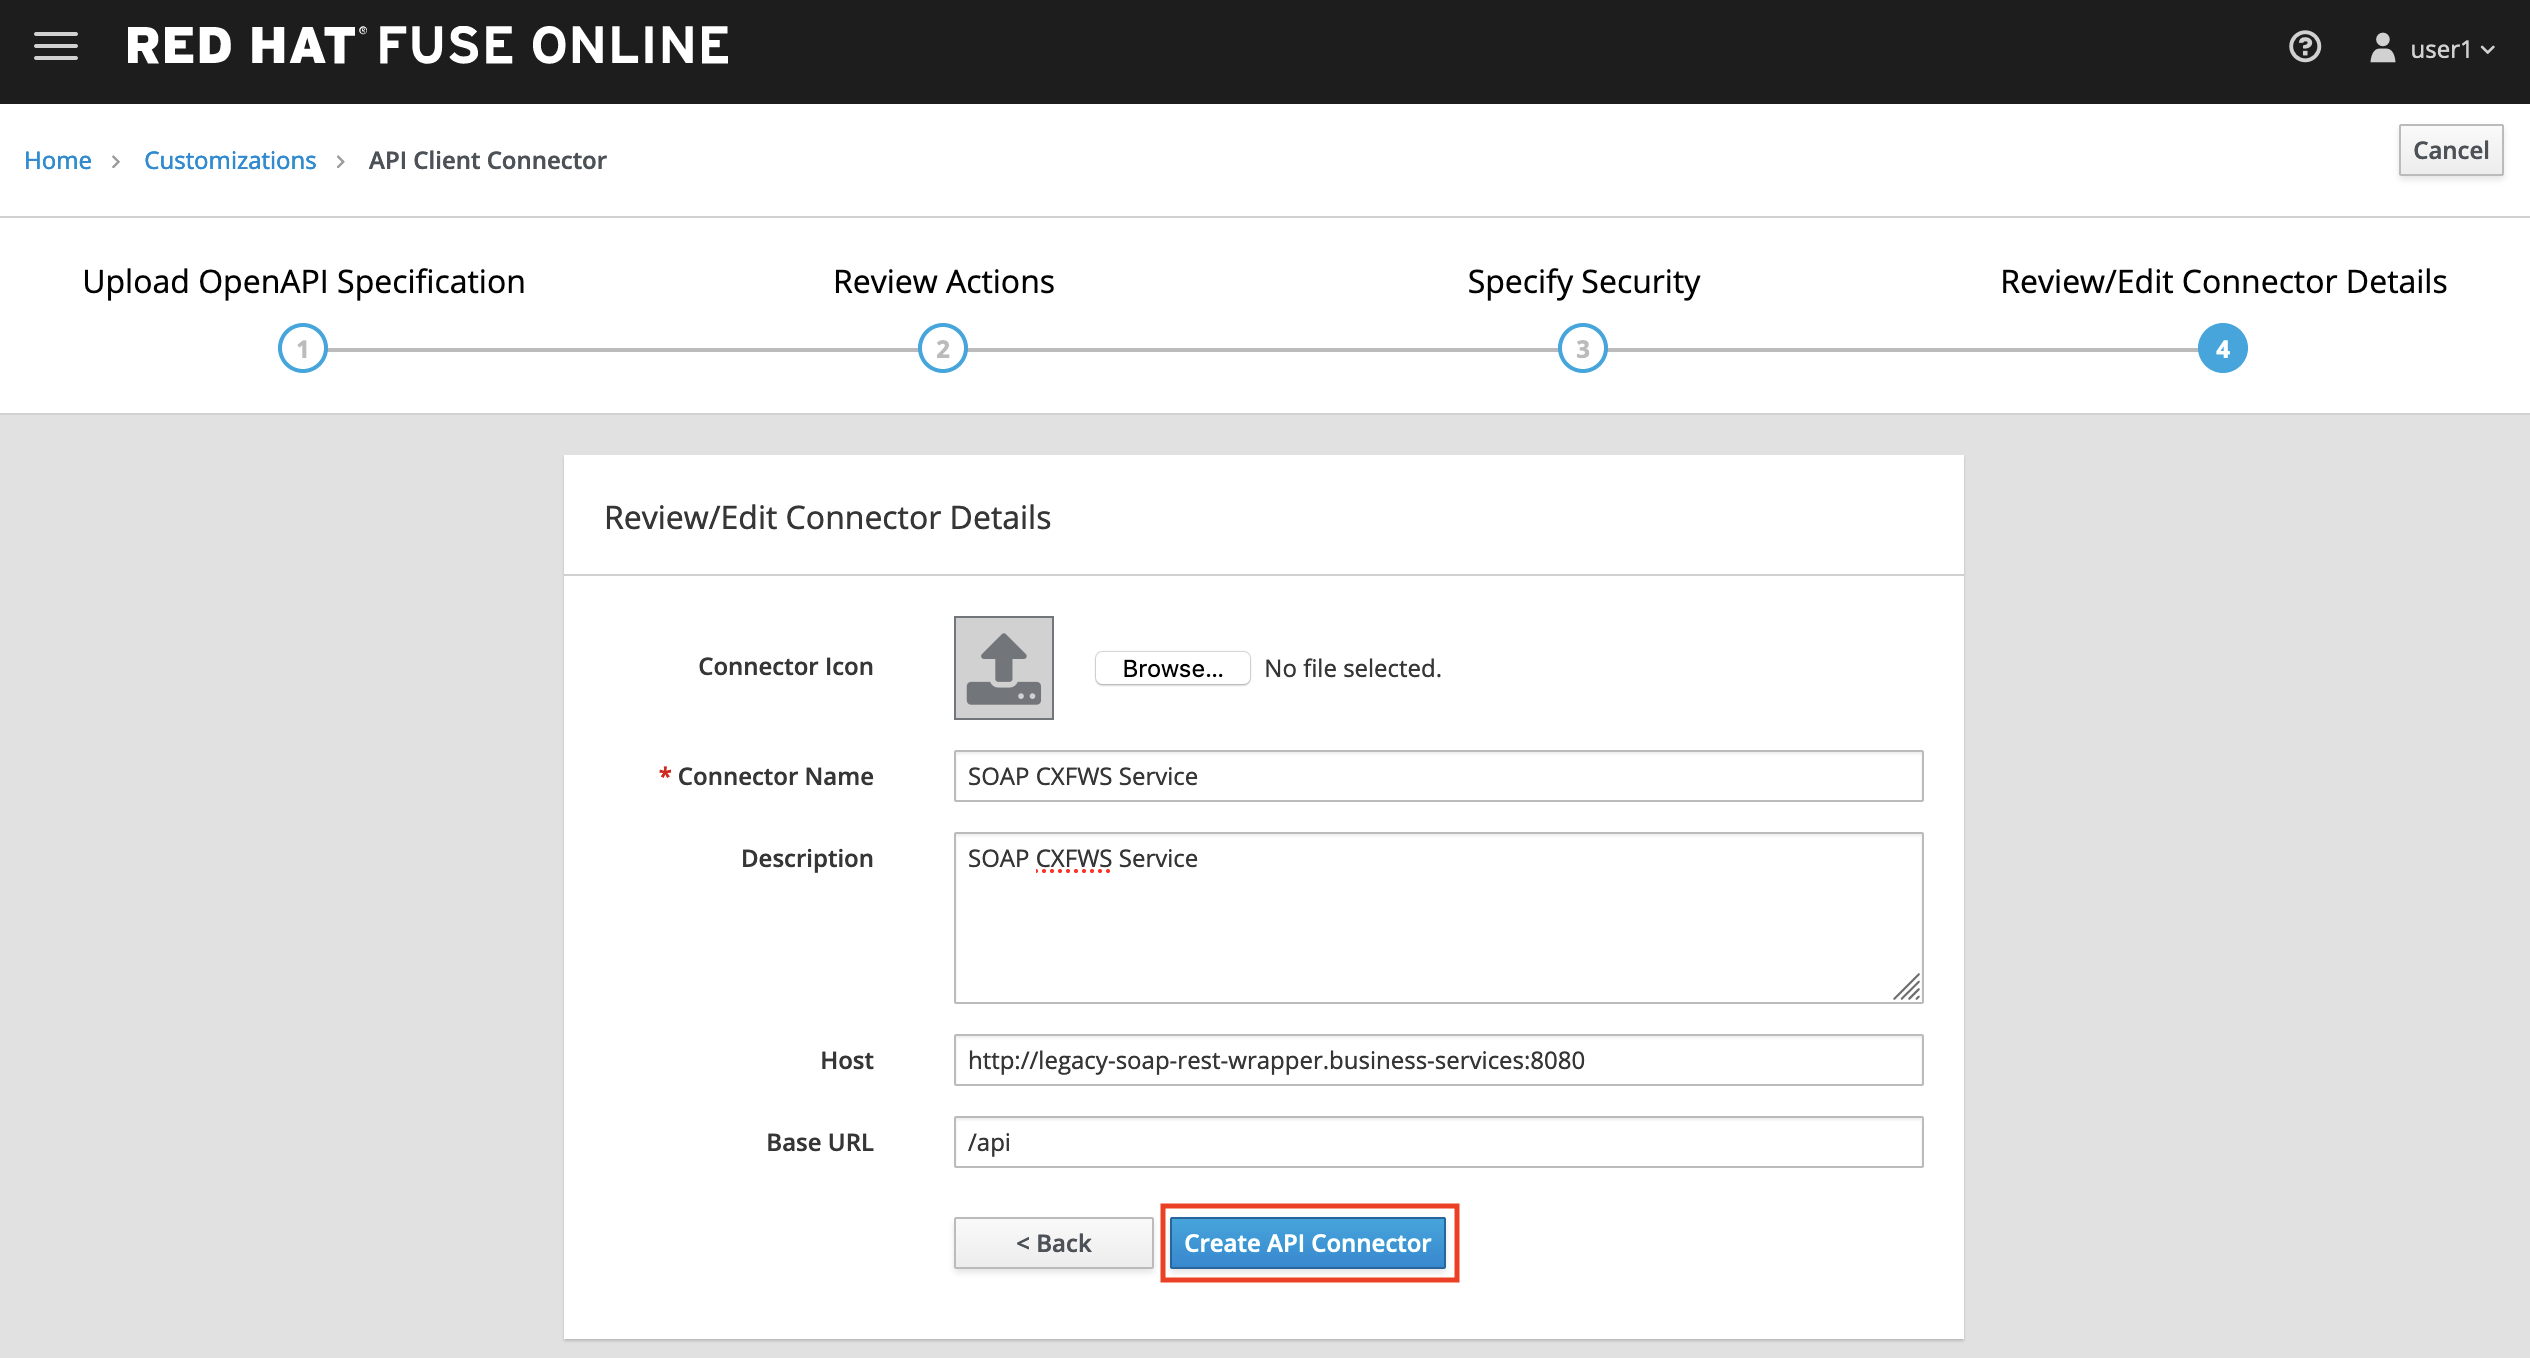 RED HAT® FUSE ONLINE
user1
Home > Customizations > API Client Connector
Cancel
Upload OpenAPI Specification
Review Actions
Specify Security
Review/Edit Connector Details
1
2
3
4
Review/Edit Connector Details
Connector Icon
Browse...
No file selected.
* Connector Name
SOAP CXFWS Service
Description
SOAP CXFWS Service
Host
http://legacy-soap-rest-wrapper.business-services:8080
Base URL
/api
< Back
Create API Connector